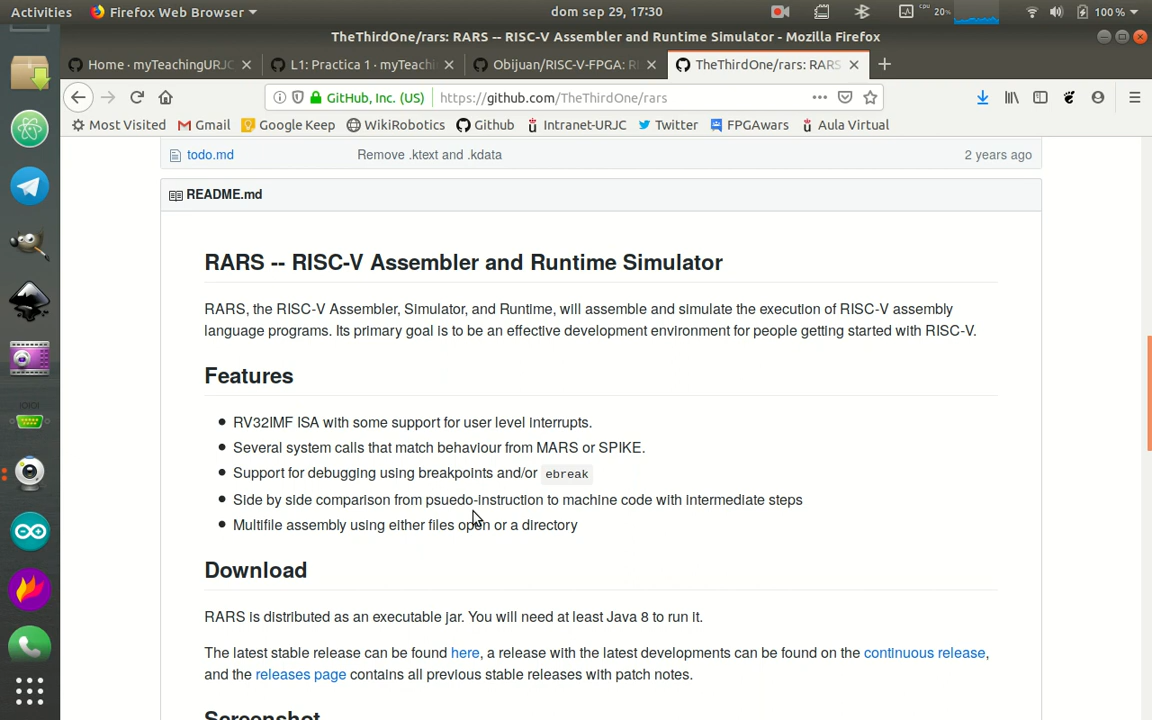 Activities Firefox Web Browser dom sep 29, 17:30 cpu 20% 100%
TheThirdOne/rars: RARS -- RISC-V Assembler and Runtime Simulator - Mozilla Firefox
Home · myTeachingURJC L1: Practica 1 · myTeachi Obijuan/RISC-V-FPGA: RI TheThirdOne/rars: RARS
GitHub, Inc. (US) https://github.com/TheThirdOne/rars
Most Visited Gmail Google Keep WikiRobotics Github Intranet-URJC Twitter FPGAwars Aula Virtual
todo.md Remove .ktext and .kdata 2 years ago
README.md
RARS -- RISC-V Assembler and Runtime Simulator
RARS, the RISC-V Assembler, Simulator, and Runtime, will assemble and simulate the execution of RISC-V assembly
language programs. Its primary goal is to be an effective development environment for people getting started with RISC-V.
Features
RV32IMF ISA with some support for user level interrupts.
Several system calls that match behaviour from MARS or SPIKE.
Support for debugging using breakpoints and/or ebreak
Side by side comparison from psuedo-instruction to machine code with intermediate steps
Multifile assembly using either files open or a directory
Download
RARS is distributed as an executable jar. You will need at least Java 8 to run it.
The latest stable release can be found here, a release with the latest developments can be found on the continuous release,
and the releases page contains all previous stable releases with patch notes.
Screenshot